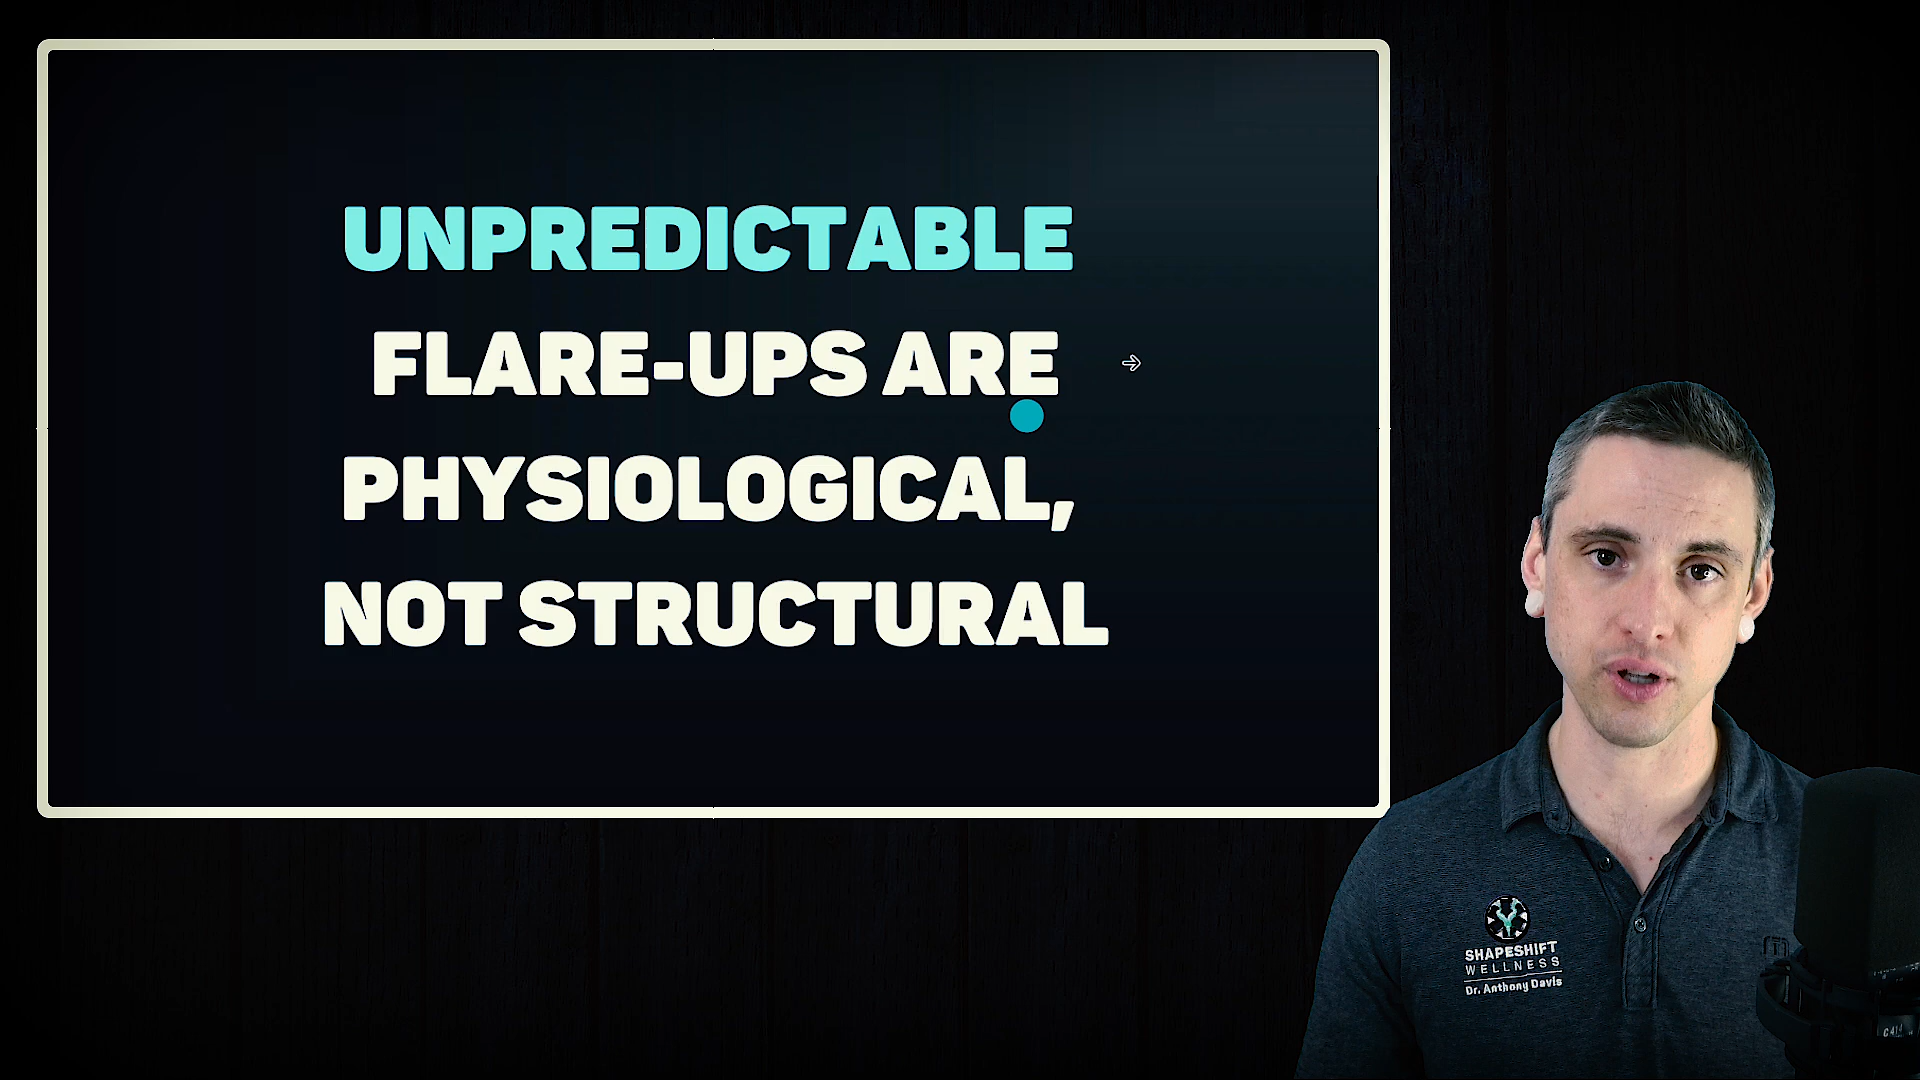 UNPREDICTABLE
FLARE-UPS ARE
PHYSIOLOGICAL,
NOT STRUCTURAL
SHAPESHIFT
WELLNESS
Dr. Anthony Davis